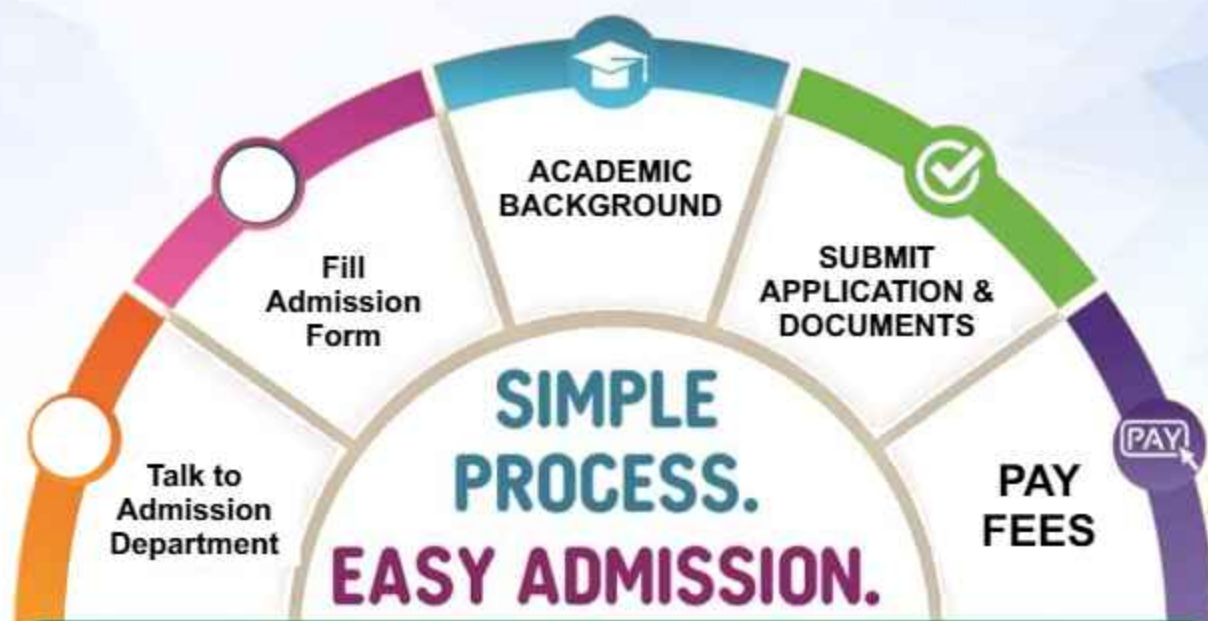 Talk to
Admission
Department
Fill
Admission
Form
ACADEMIC
BACKGROUND
SUBMIT
APPLICATION &
DOCUMENTS
PAY
PAY
FEES
SIMPLE
PROCESS.
EASY ADMISSION.